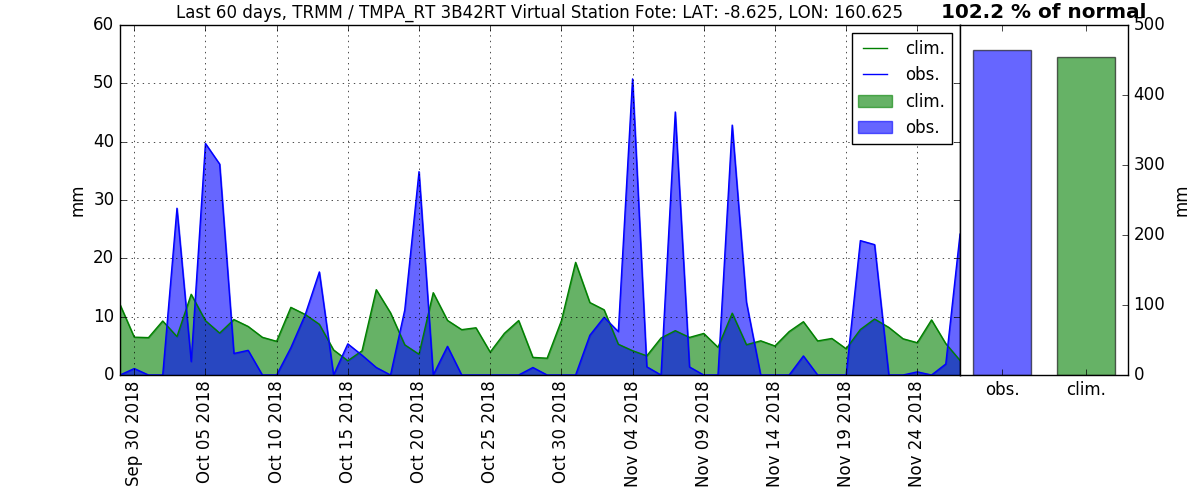 Last 60 days, TRMM / TMPA_RT 3B42RT Virtual Station Fote: LAT: -8.625, LON: 160.625
102.2 % of normal
60
50
40
30
20
10
0
mm
clim.
obs.
clim.
obs.
500
400
300
200
100
0
mm
obs.
clim.
Sep 30 2018
Oct 05 2018
Oct 10 2018
Oct 15 2018
Oct 20 2018
Oct 25 2018
Oct 30 2018
Nov 04 2018
Nov 09 2018
Nov 14 2018
Nov 19 2018
Nov 24 2018